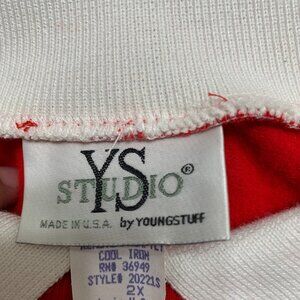 YS
STUDIO®
MADE IN U.S.A. by YOUNGSTUFF
COOL IRON
RN# 36949
STYLE# 20221S
2X